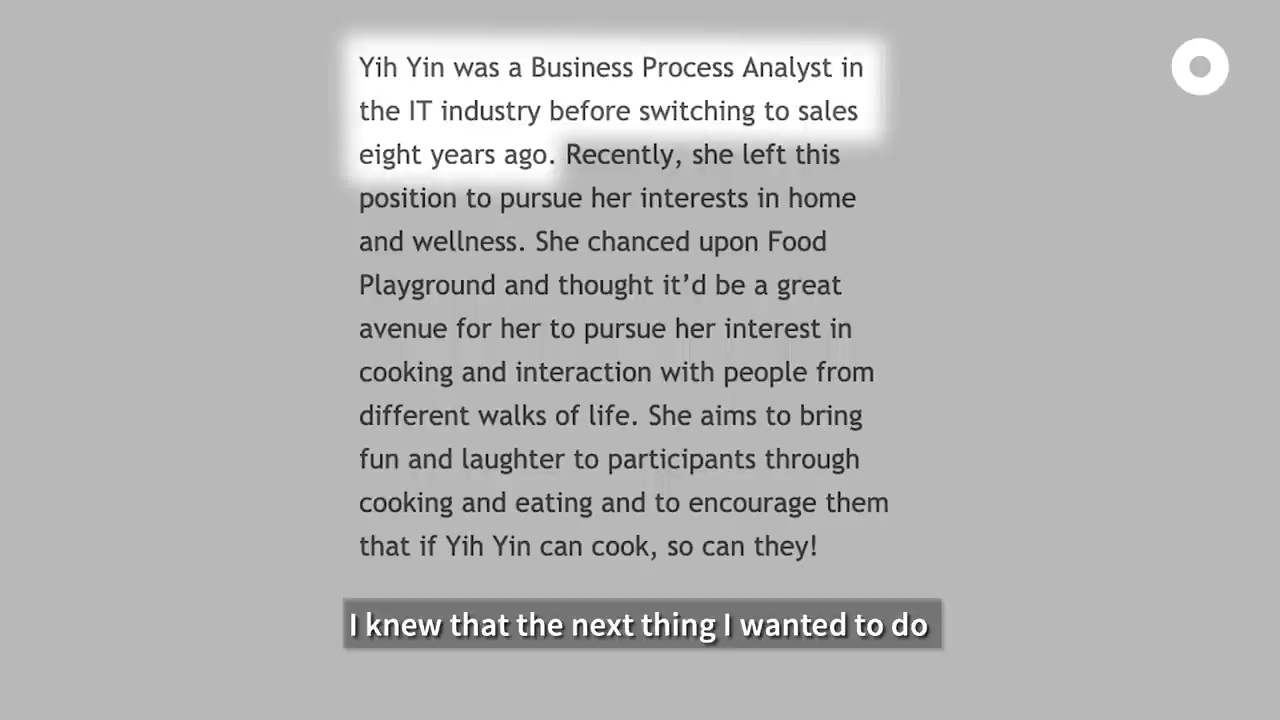 Yih Yin was a Business Process Analyst in
the IT industry before switching to sales
eight years ago. Recently, she left this
position to pursue her interests in home
and wellness. She chanced upon Food
Playground and thought it’d be a great
avenue for her to pursue her interest in
cooking and interaction with people from
different walks of life. She aims to bring
fun and laughter to participants through
cooking and eating and to encourage them
that if Yih Yin can cook, so can they!
I knew that the next thing I wanted to do